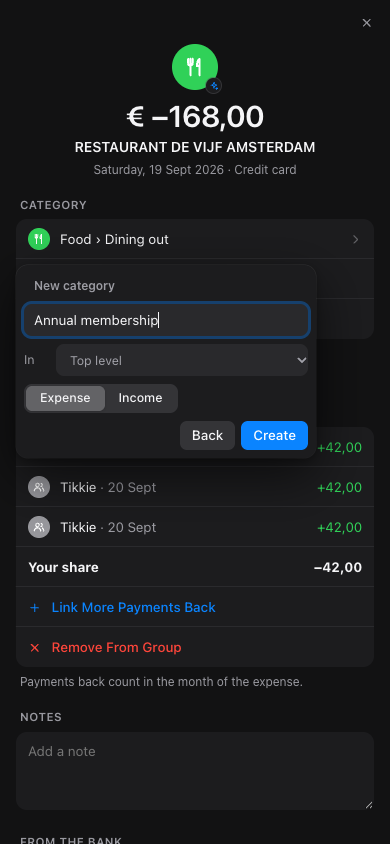 € −168,00
RESTAURANT DE VIJF AMSTERDAM
Saturday, 19 Sept 2026 · Credit card
CATEGORY
Food › Dining out
New category
Annual membership
In Top level
Expense Income
Back Create
+42,00
Tikkie · 20 Sept +42,00
Tikkie · 20 Sept +42,00
Your share −42,00
+ Link More Payments Back
× Remove From Group
Payments back count in the month of the expense.
NOTES
Add a note
FROM THE BANK